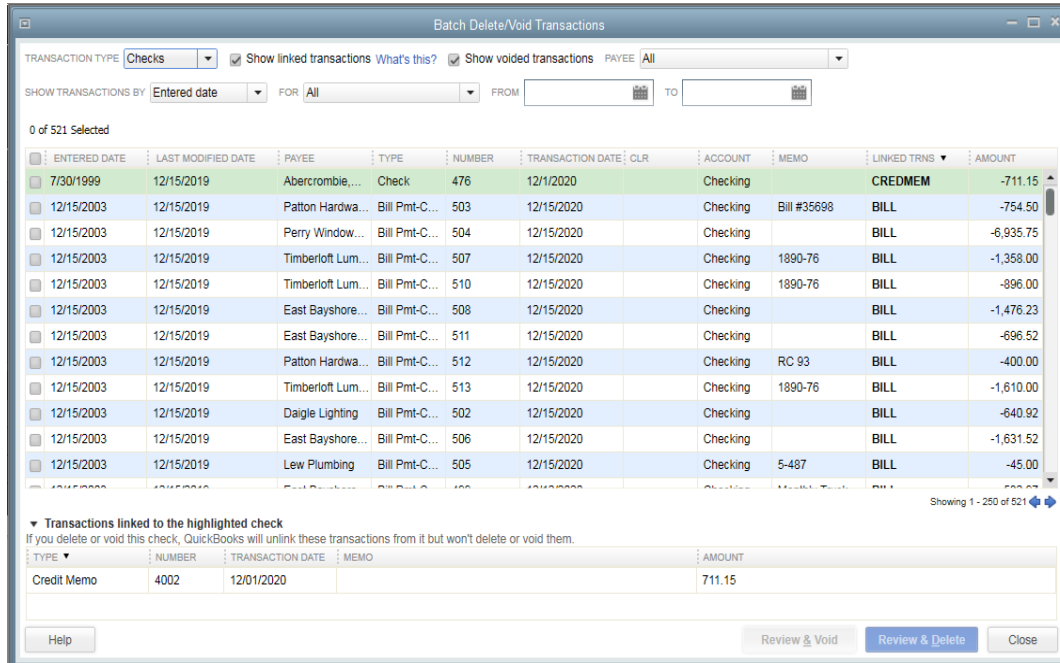 Batch Delete/Void Transactions
TRANSACTION TYPE Checks Show linked transactions What's this? Show voided transactions PAYEE All
SHOW TRANSACTIONS BY Entered date FOR All FROM TO
0 of 521 Selected
ENTERED DATE LAST MODIFIED DATE PAYEE TYPE NUMBER TRANSACTION DATE CLR ACCOUNT MEMO LINKED TRNS ▼ AMOUNT
7/30/1999 12/15/2019 Abercrombie,... Check 476 12/1/2020 Checking CREDMEM -711.15
12/15/2003 12/15/2019 Patton Hardwa... Bill Pmt-C... 503 12/15/2020 Checking Bill #35698 BILL -754.50
12/15/2003 12/15/2019 Perry Window... Bill Pmt-C... 504 12/15/2020 Checking BILL -6,935.75
12/15/2003 12/15/2019 Timberloft Lum... Bill Pmt-C... 507 12/15/2020 Checking 1890-76 BILL -1,358.00
12/15/2003 12/15/2019 Timberloft Lum... Bill Pmt-C... 510 12/15/2020 Checking 1890-76 BILL -896.00
12/15/2003 12/15/2019 East Bayshore... Bill Pmt-C... 508 12/15/2020 Checking BILL -1,476.23
12/15/2003 12/15/2019 East Bayshore... Bill Pmt-C... 511 12/15/2020 Checking BILL -696.52
12/15/2003 12/15/2019 Patton Hardwa... Bill Pmt-C... 512 12/15/2020 Checking RC 93 BILL -400.00
12/15/2003 12/15/2019 Timberloft Lum... Bill Pmt-C... 513 12/15/2020 Checking 1890-76 BILL -1,610.00
12/15/2003 12/15/2019 Daigle Lighting Bill Pmt-C... 502 12/15/2020 Checking BILL -640.92
12/15/2003 12/15/2019 East Bayshore... Bill Pmt-C... 506 12/15/2020 Checking BILL -1,631.52
12/15/2003 12/15/2019 Lew Plumbing Bill Pmt-C... 505 12/15/2020 Checking 5-487 BILL -45.00
Showing 1 - 250 of 521
▼ Transactions linked to the highlighted check
If you delete or void this check, QuickBooks will unlink these transactions from it but won't delete or void them.
TYPE ▼ NUMBER TRANSACTION DATE MEMO AMOUNT
Credit Memo 4002 12/01/2020 711.15
Help Review & Void Review & Delete Close